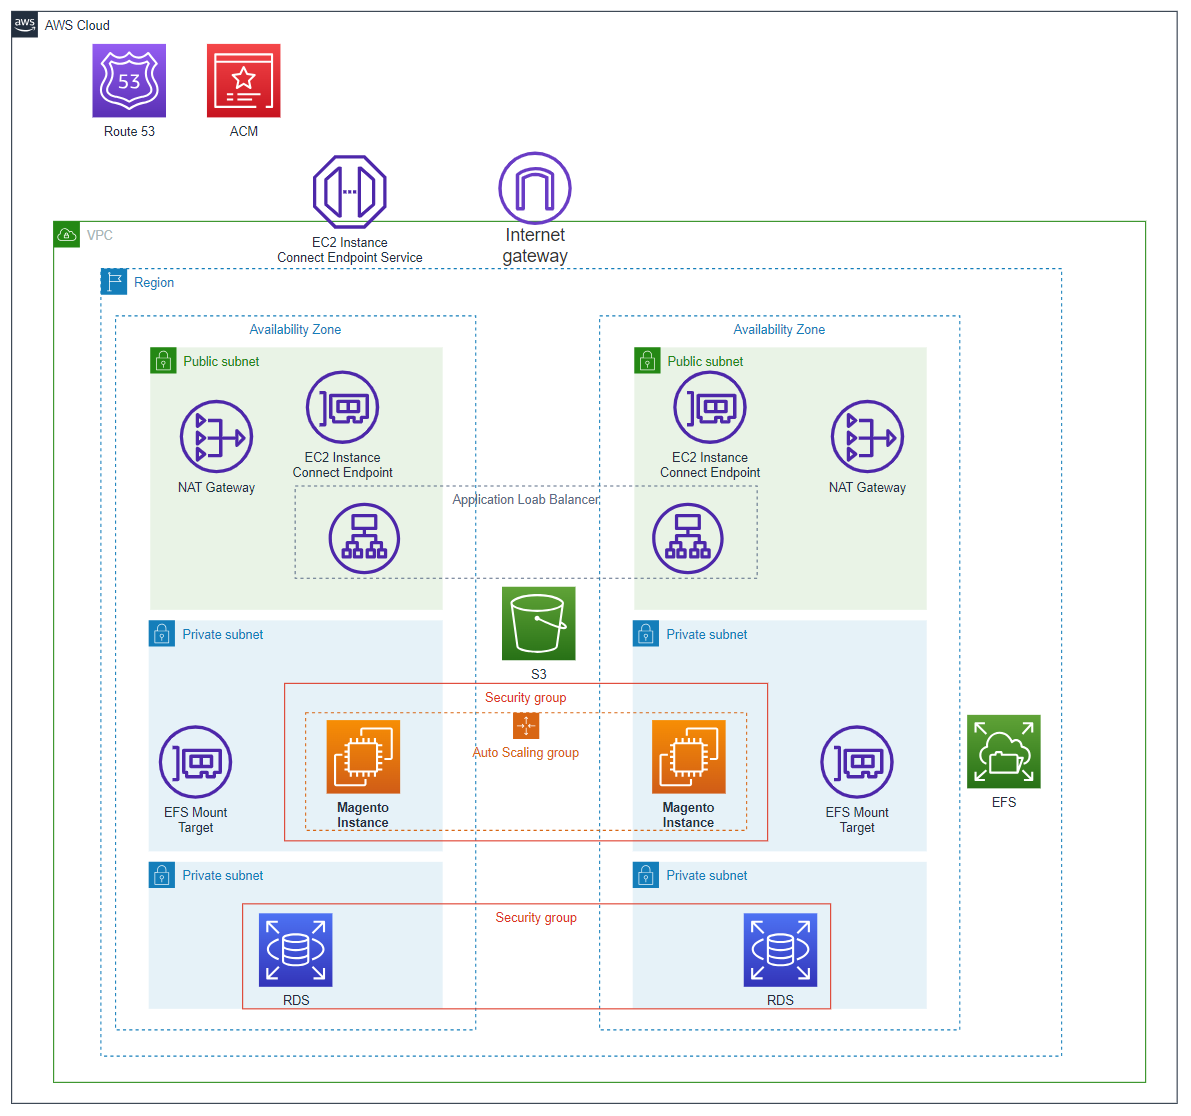 aws
AWS Cloud
53
Route 53
ACM
EC2 Instance
Connect Endpoint Service
Internet
gateway
VPC
Region
Availability Zone
Availability Zone
Public subnet
Public subnet
NAT Gateway
EC2 Instance
Connect Endpoint
EC2 Instance
Connect Endpoint
NAT Gateway
Application Loab Balancer
S3
Private subnet
Private subnet
Security group
Auto Scaling group
EFS Mount
Target
Magento
Instance
Magento
Instance
EFS Mount
Target
EFS
Private subnet
Private subnet
Security group
RDS
RDS